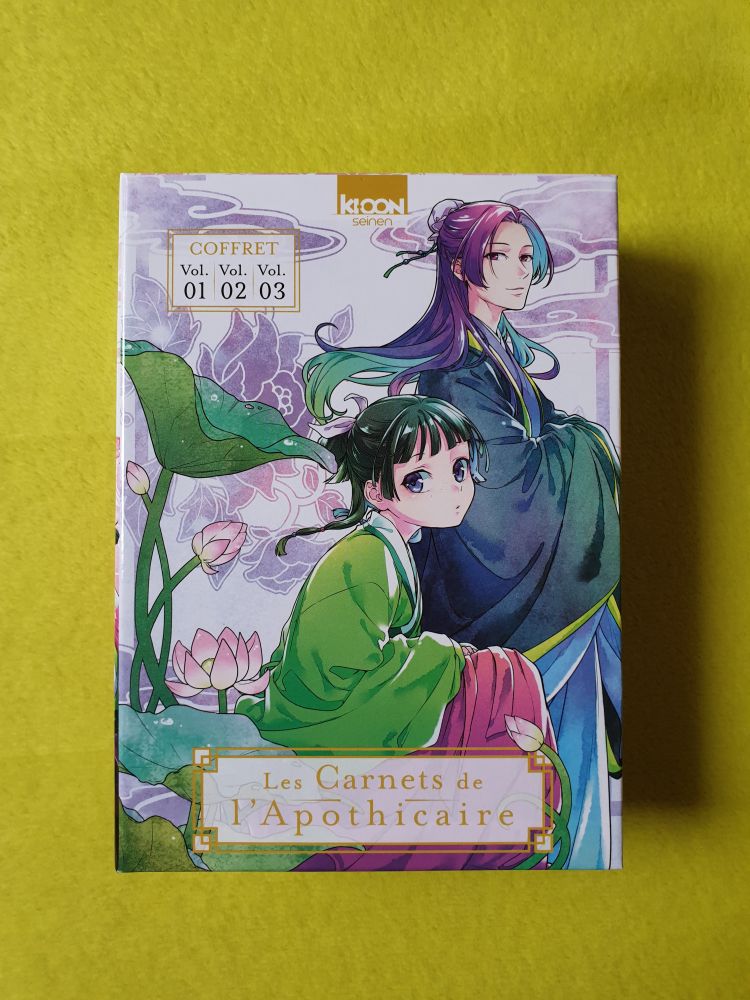 KI-OON
seinen
COFFRET
Vol. Vol. Vol.
01 02 03
Les Carnets de
l'Apothicaire